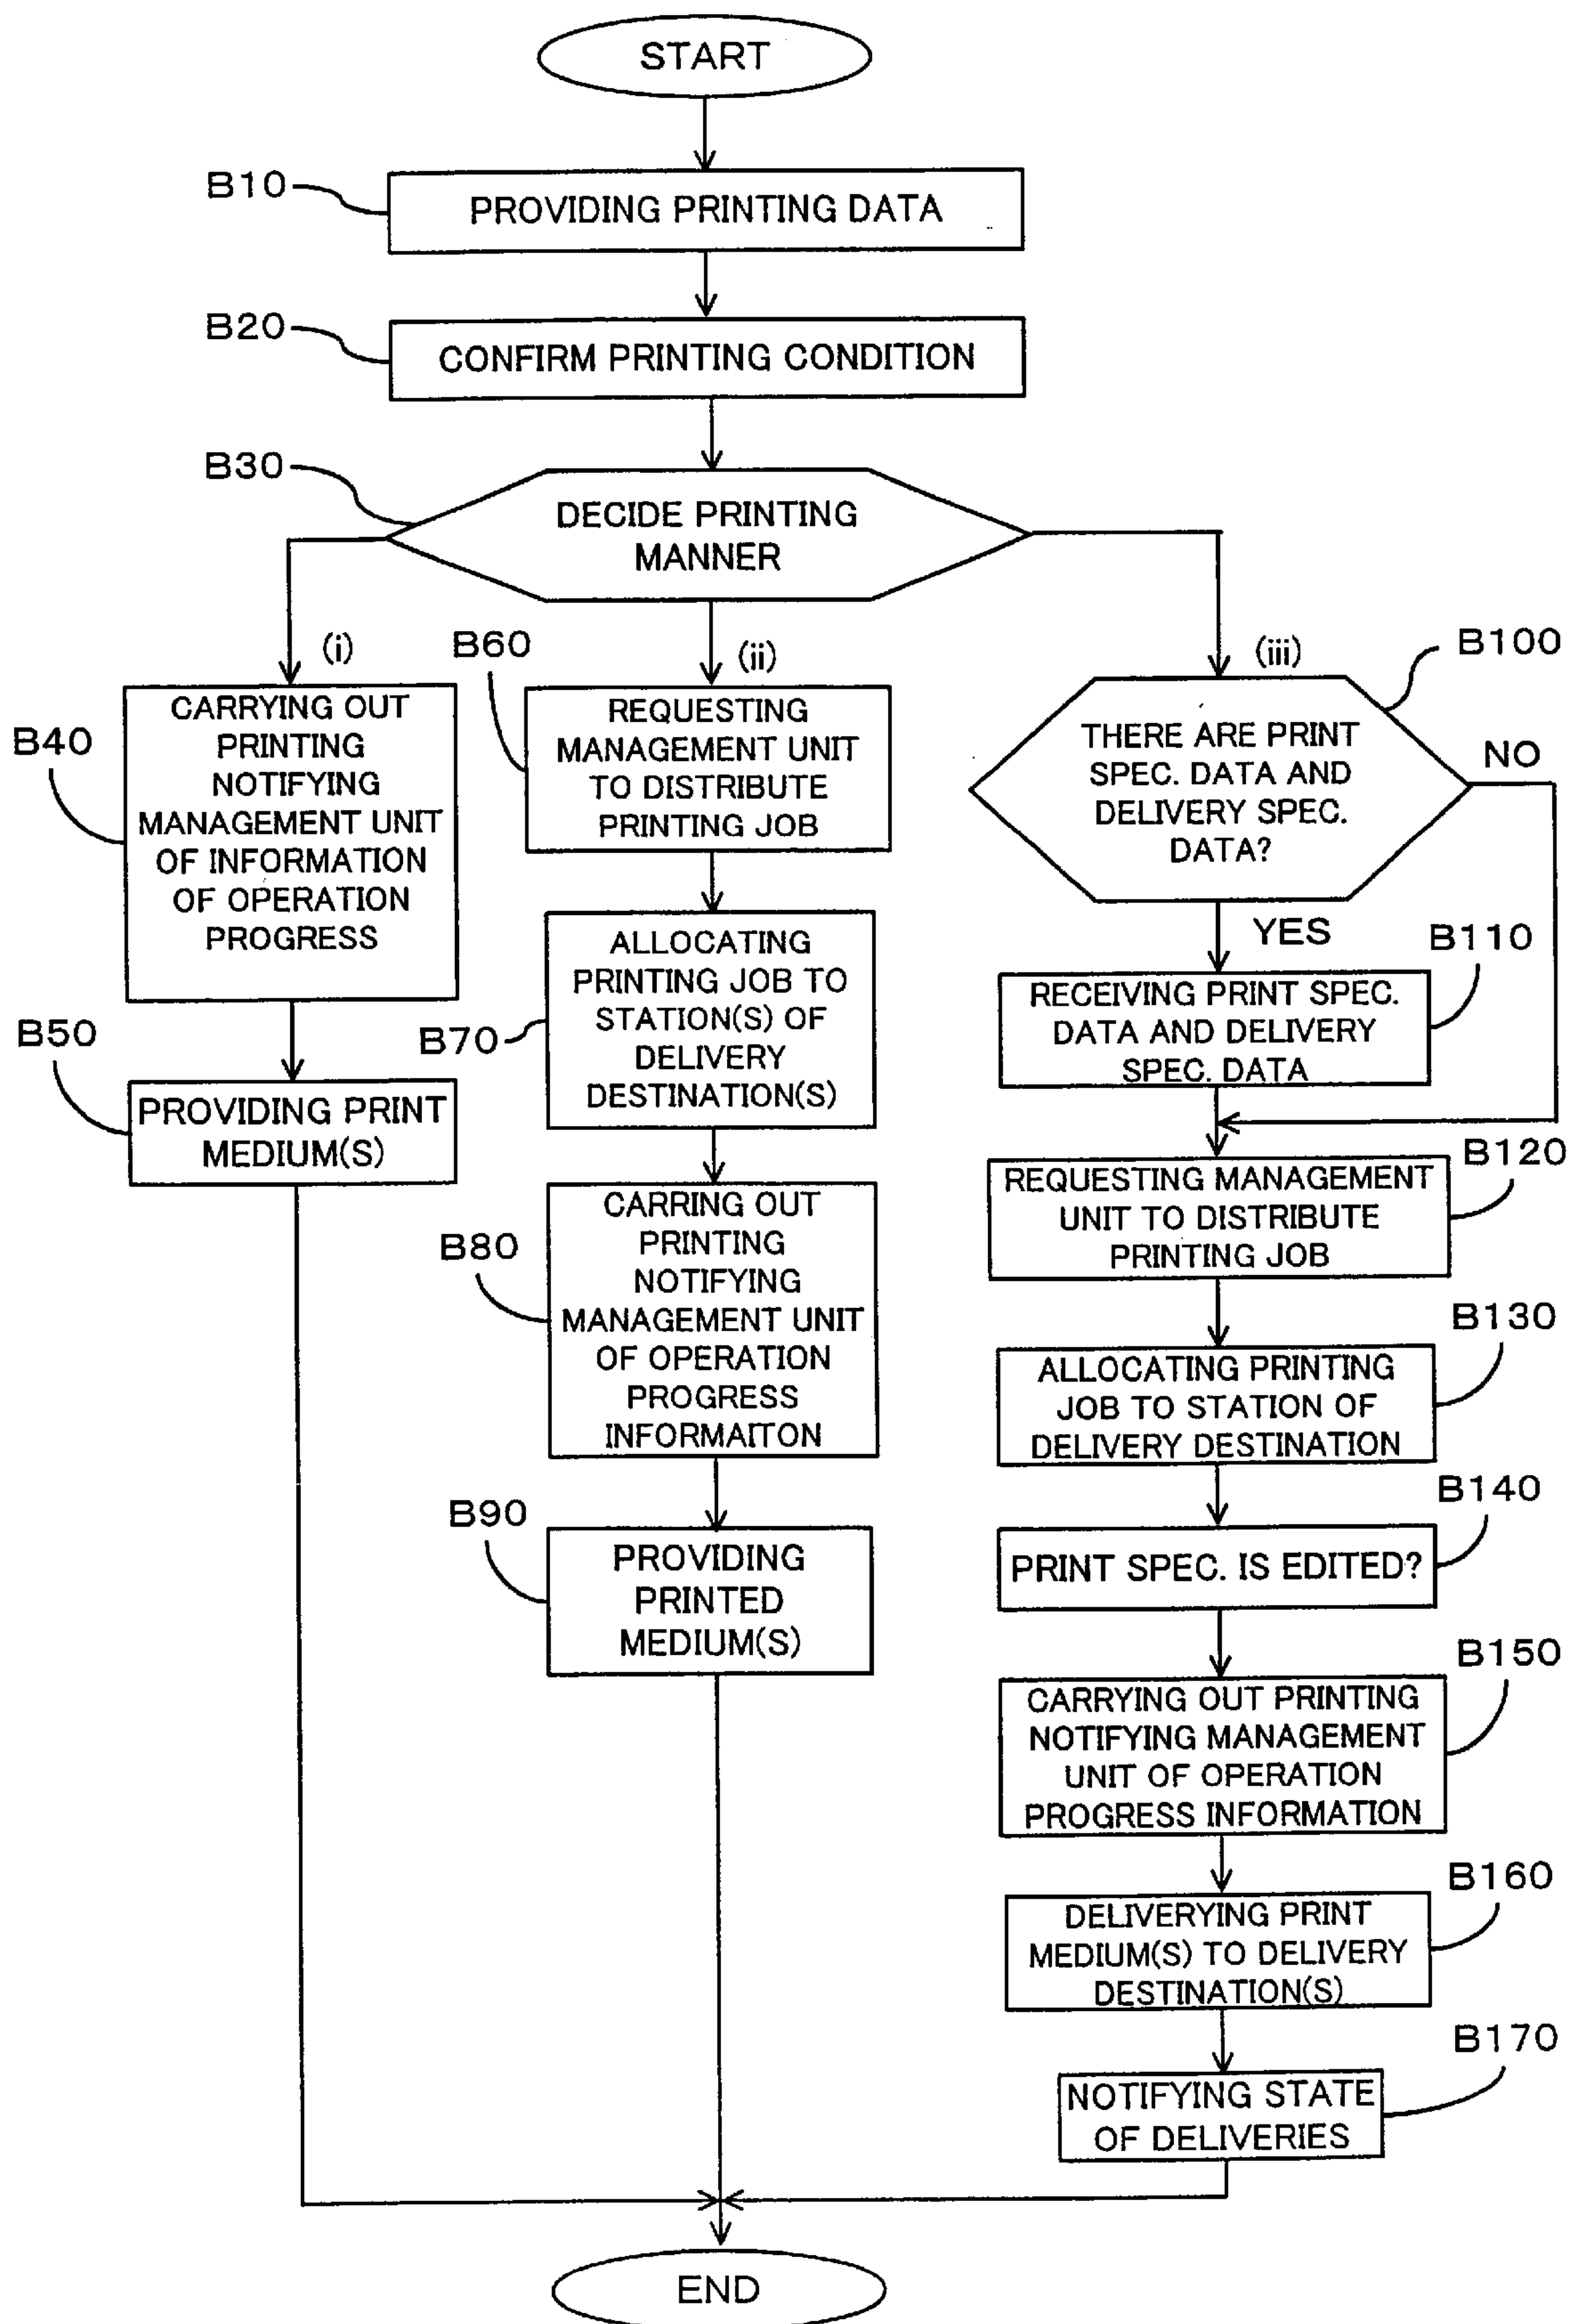 START
B10
PROVIDING PRINTING DATA
B20
CONFIRM PRINTING CONDITION
B30
DECIDE PRINTING
MANNER
(i)
B40
CARRYING OUT
PRINTING
NOTIFYING
MANAGEMENT UNIT
OF INFORMATION
OF OPERATION
PROGRESS
B50
PROVIDING PRINT
MEDIUM(S)
B60
(ii)
REQUESTING
MANAGEMENT UNIT
TO DISTRIBUTE
PRINTING JOB
B70
ALLOCATING
PRINTING JOB TO
STATION(S) OF
DELIVERY
DESTINATION(S)
B80
CARRING OUT
PRINTING
NOTIFYING
MANAGEMENT UNIT
OF OPERATION
PROGRESS
INFORMAITON
B90
PROVIDING
PRINTED
MEDIUM(S)
(iii)
B100
THERE ARE PRINT
SPEC. DATA AND
DELIVERY SPEC.
DATA?
NO
YES
B110
RECEIVING PRINT SPEC.
DATA AND DELIVERY
SPEC. DATA
B120
REQUESTING MANAGEMENT
UNIT TO DISTRIBUTE
PRINTING JOB
B130
ALLOCATING PRINTING
JOB TO STATION OF
DELIVERY DESTINATION
B140
PRINT SPEC. IS EDITED?
B150
CARRYING OUT PRINTING
NOTIFYING MANAGEMENT
UNIT OF OPERATION
PROGRESS INFORMATION
B160
DELIVERYING PRINT
MEDIUM(S) TO DELIVERY
DESTINATION(S)
B170
NOTIFYING STATE
OF DELIVERIES
END